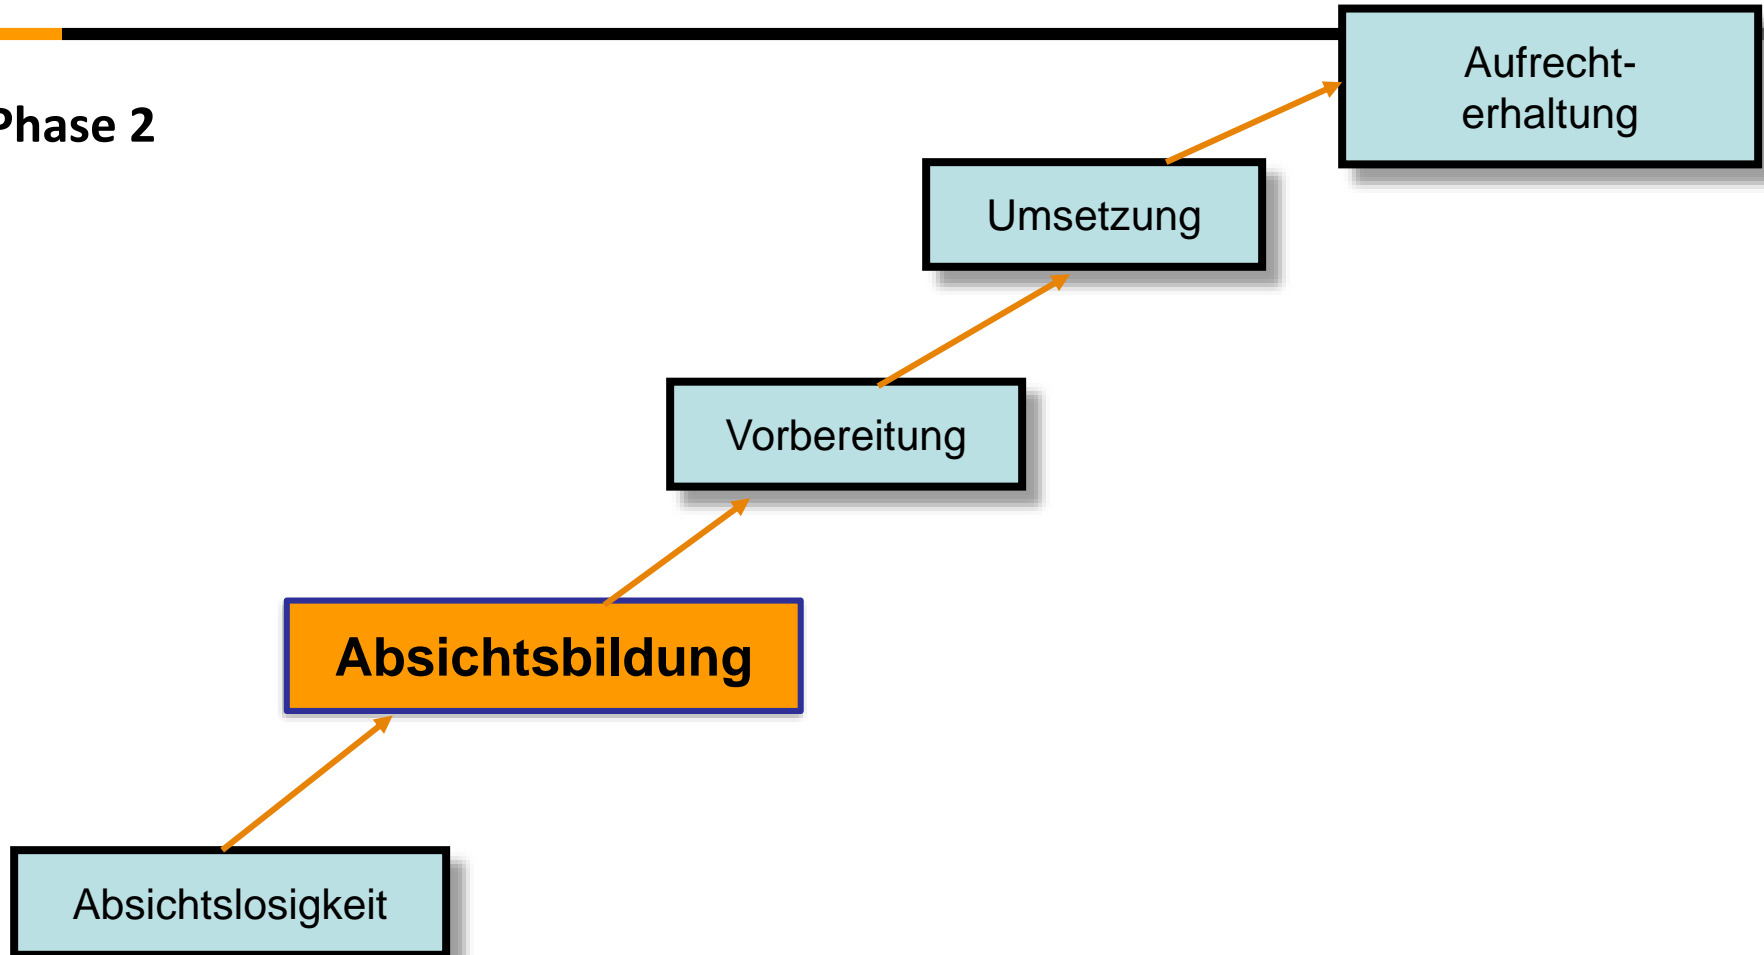 Phase 2
Aufrecht-
erhaltung
Umsetzung
Vorbereitung
Absichtsbildung
Absichtslosigkeit